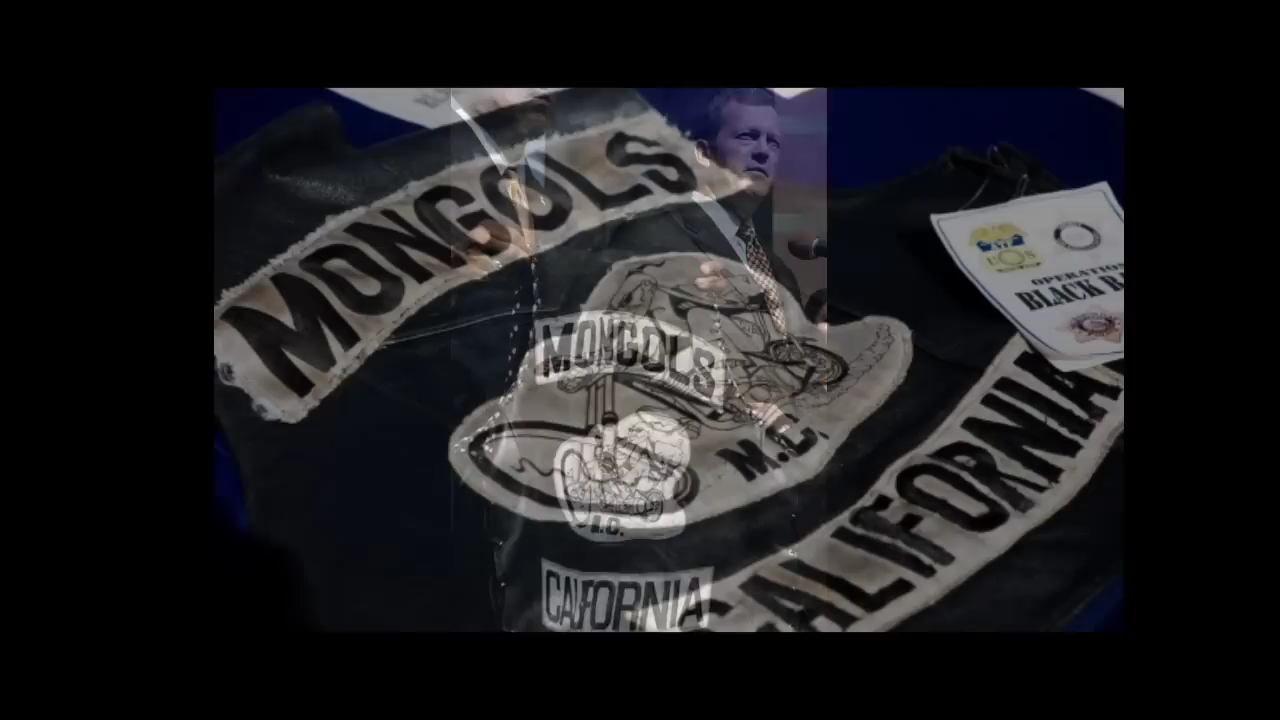 MONGOLS
OPERATION
BLACK R
MONGOLS
M.C.
M.C.
CALIFORNIA
CALIFORNIA